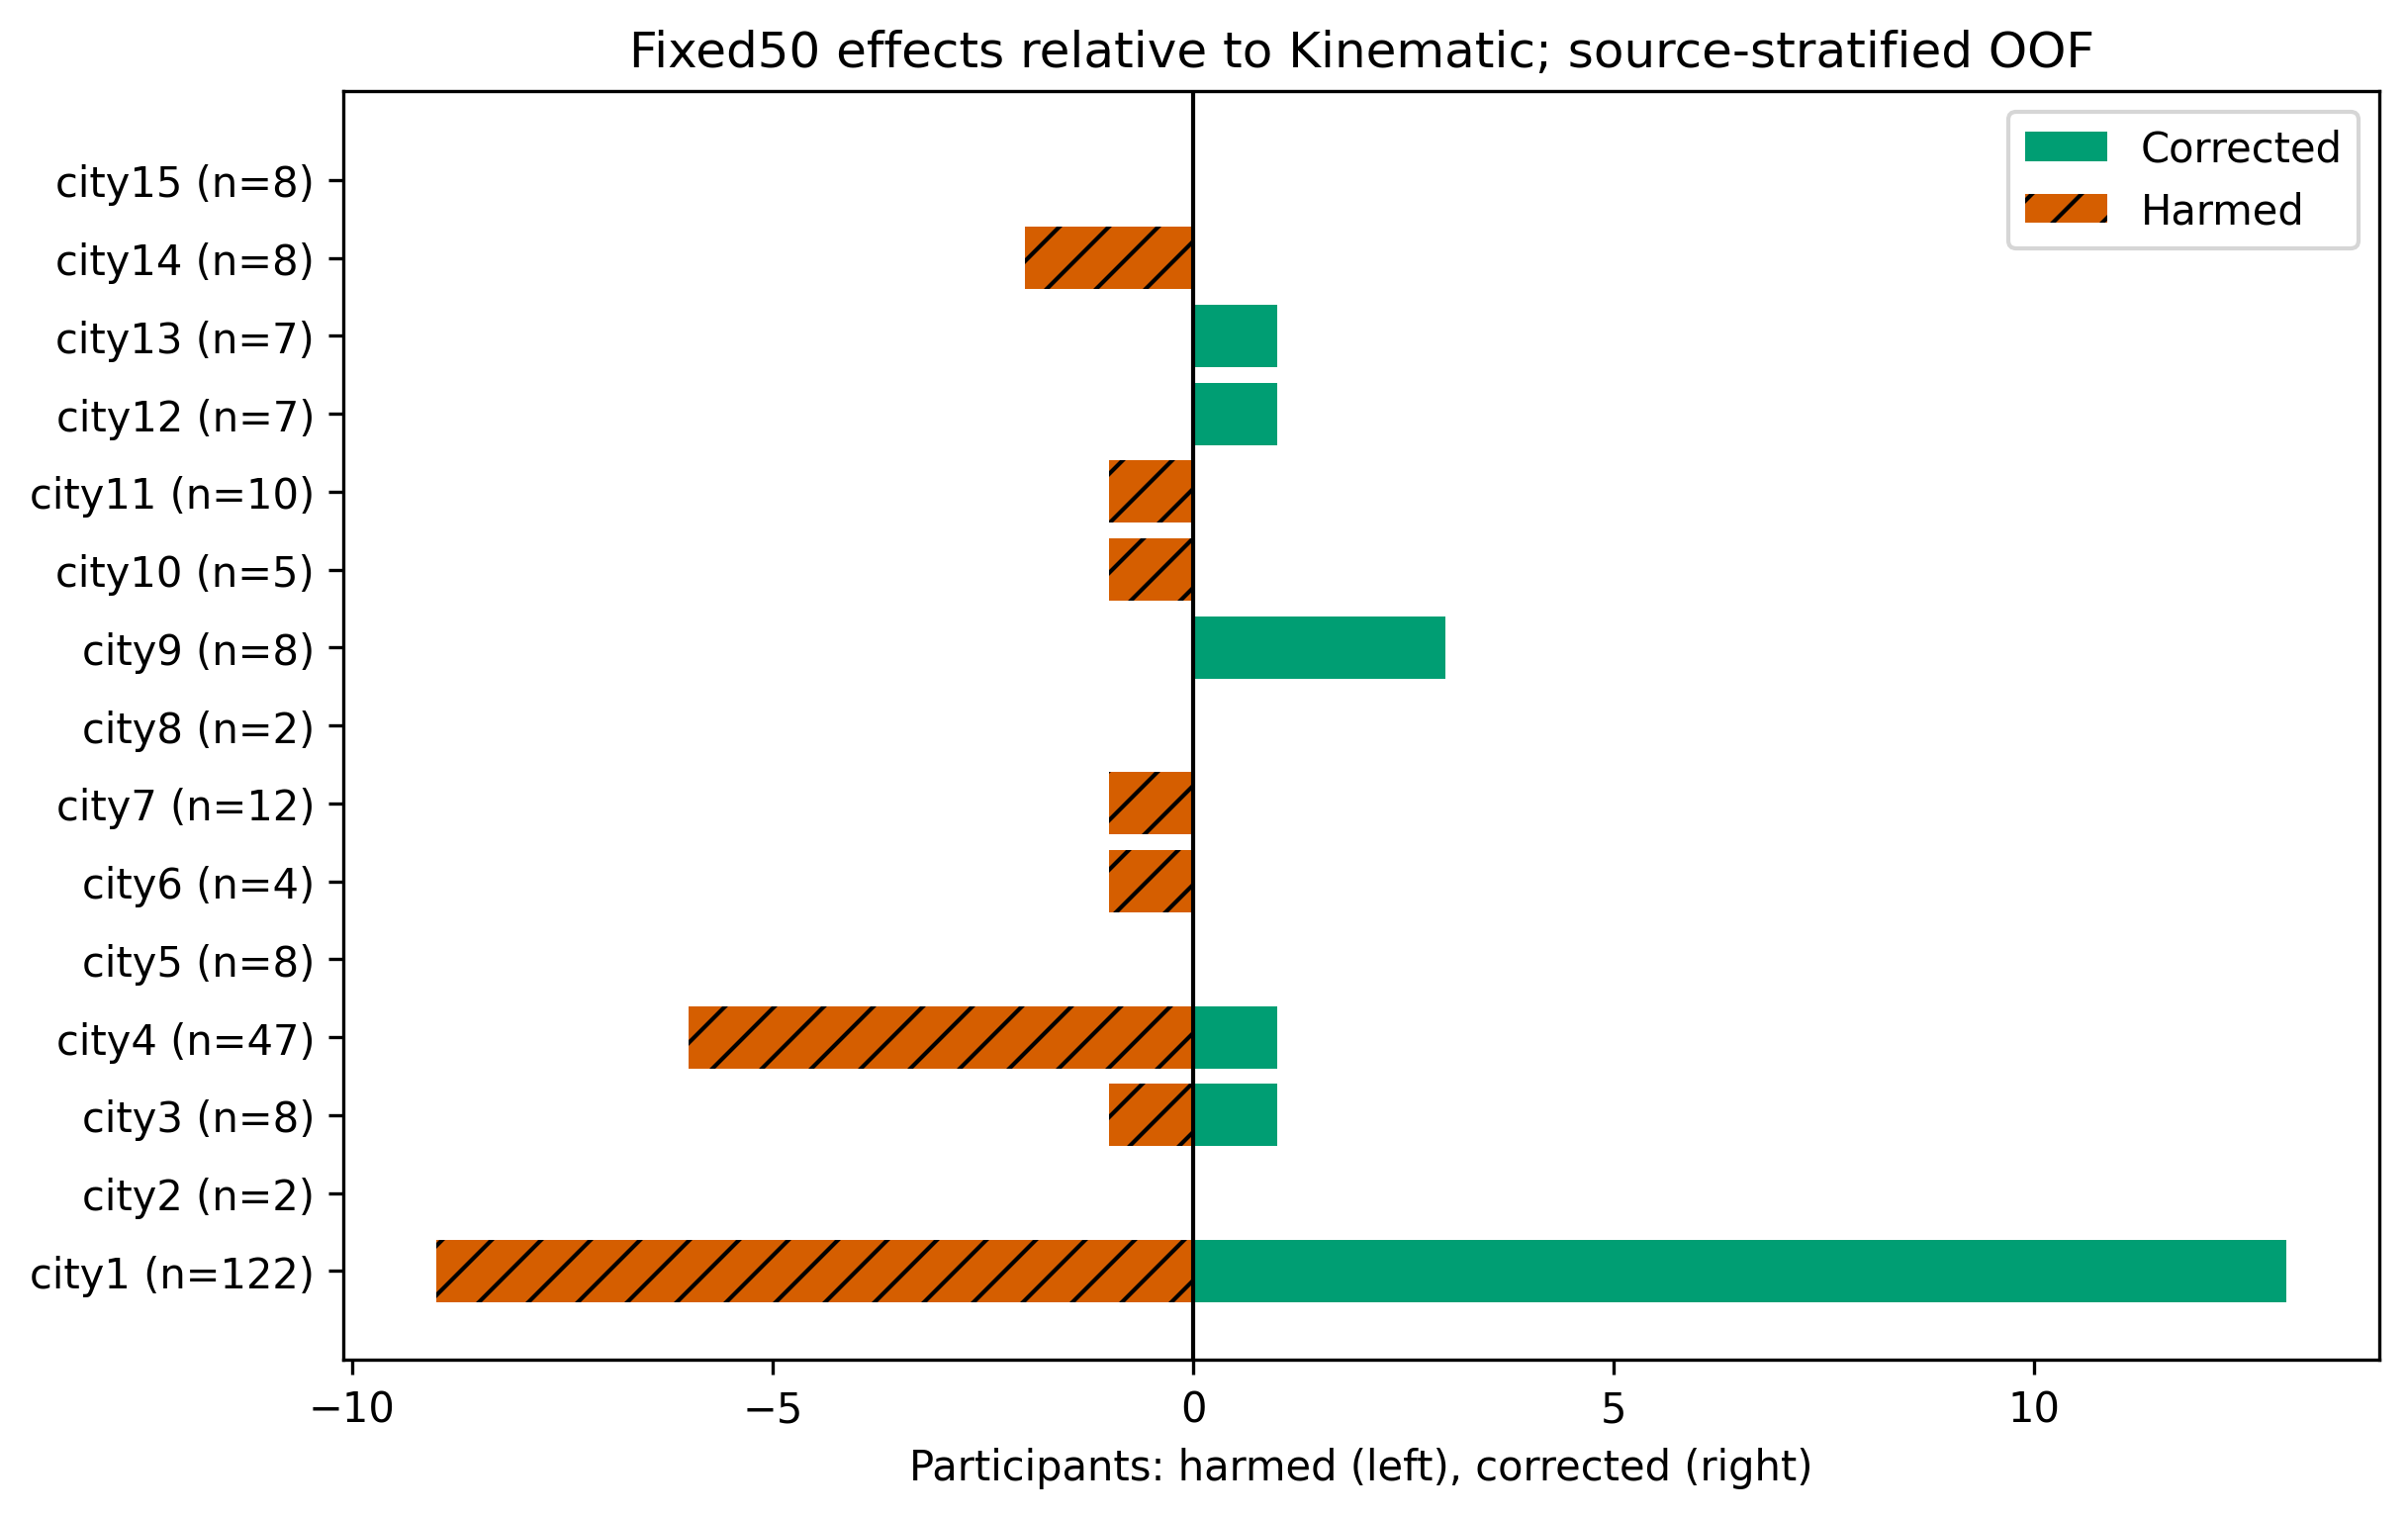 Fixed50 effects relative to Kinematic; source-stratified OOF
Corrected
Harmed
city15 (n=8)
city14 (n=8)
city13 (n=7)
city12 (n=7)
city11 (n=10)
city10 (n=5)
city9 (n=8)
city8 (n=2)
city7 (n=12)
city6 (n=4)
city5 (n=8)
city4 (n=47)
city3 (n=8)
city2 (n=2)
city1 (n=122)
−10 −5 0 5 10
Participants: harmed (left), corrected (right)